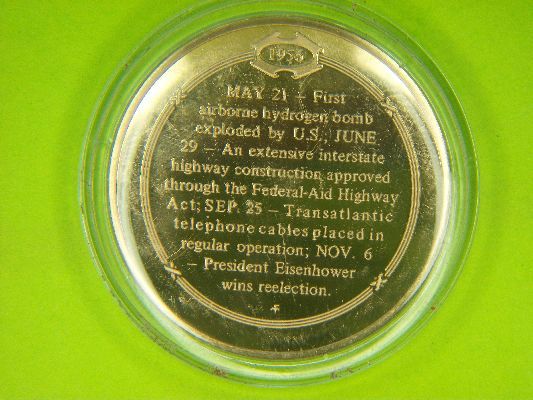 1956
MAY 21 – First
airborne hydrogen bomb
exploded by U.S.; JUNE
29 – An extensive interstate
highway construction approved
through the Federal-Aid Highway
Act; SEP. 25 – Transatlantic
telephone cables placed in
regular operation; NOV. 6
– President Eisenhower
wins reelection.